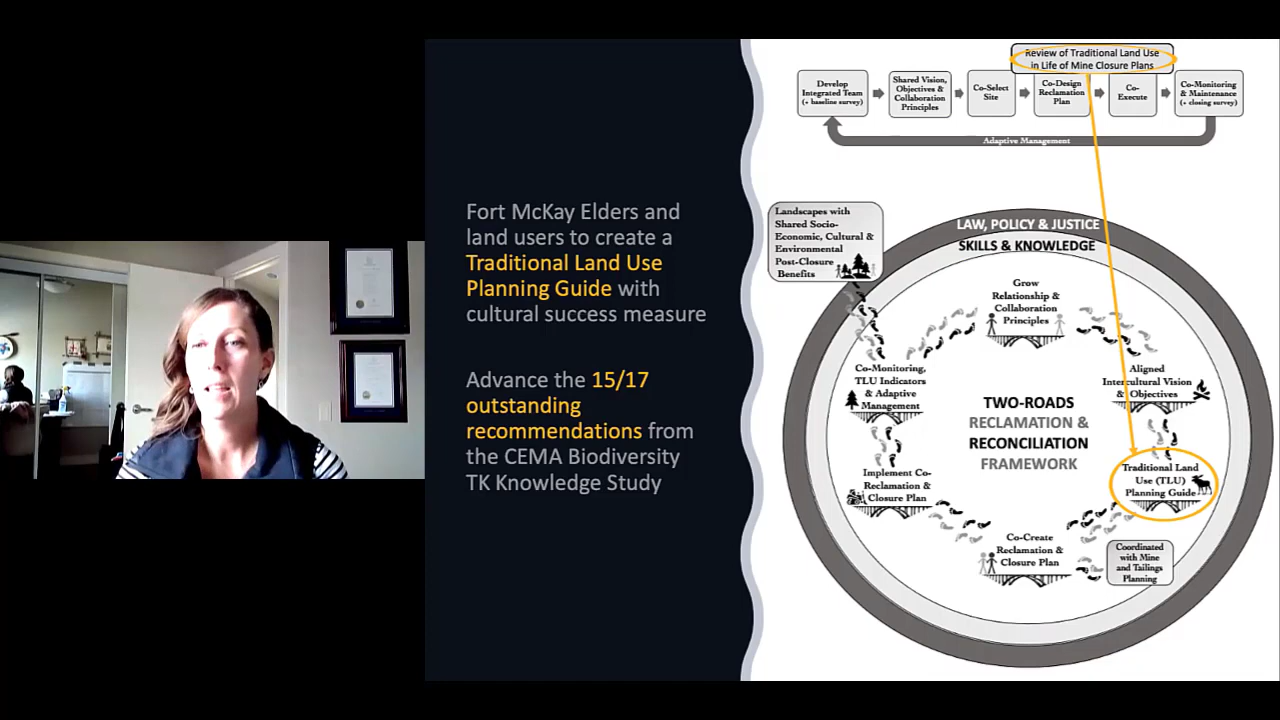 Fort McKay Elders and
land users to create a
Traditional Land Use
Planning Guide with
cultural success measure
Advance the 15/17
outstanding
recommendations from
the CEMA Biodiversity
TK Knowledge Study
Review of Traditional Land Use
in Life of Mine Closure Plans
Develop
Integrated Team
(+ baseline survey)
Shared Vision,
Objectives &
Collaboration
Principles
Co-Select
Site
Co-Design
Reclamation
Plan
Co-
Execute
Co-Monitoring
& Maintenance
(+ closing survey)
Adaptive Management
Landscapes with
Shared Socio-
Economic, Cultural &
Environmental
Post-Closure
Benefits
LAW, POLICY & JUSTICE
SKILLS & KNOWLEDGE
Grow
Relationship &
Collaboration
Principles
Aligned
Intercultural Vision
& Objectives
Traditional Land
Use (TLU)
Planning Guide
Coordinated
with Mine
and Tailings
Planning
Co-Create
Reclamation &
Closure Plan
Implement Co-
Reclamation &
Closure Plan
Co-Monitoring,
TLU Indicators
& Adaptive
Management
TWO-ROADS
RECLAMATION &
RECONCILIATION
FRAMEWORK